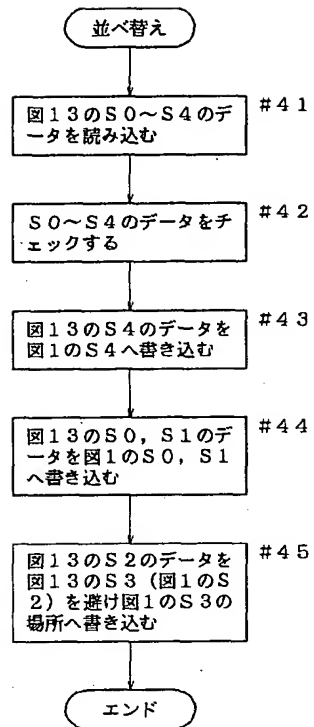 並べ替え
図13のS0〜S4のデ
ータを読み込む
#41
S0〜S4のデータをチ
ェックする
#42
図13のS4のデータを
図1のS4へ書き込む
#43
図13のS0,S1のデ
ータを図1のS0,S1
へ書き込む
#44
図13のS2のデータを
図13のS3(図1のS
2)を避け図1のS3の
場所へ書き込む
#45
エンド